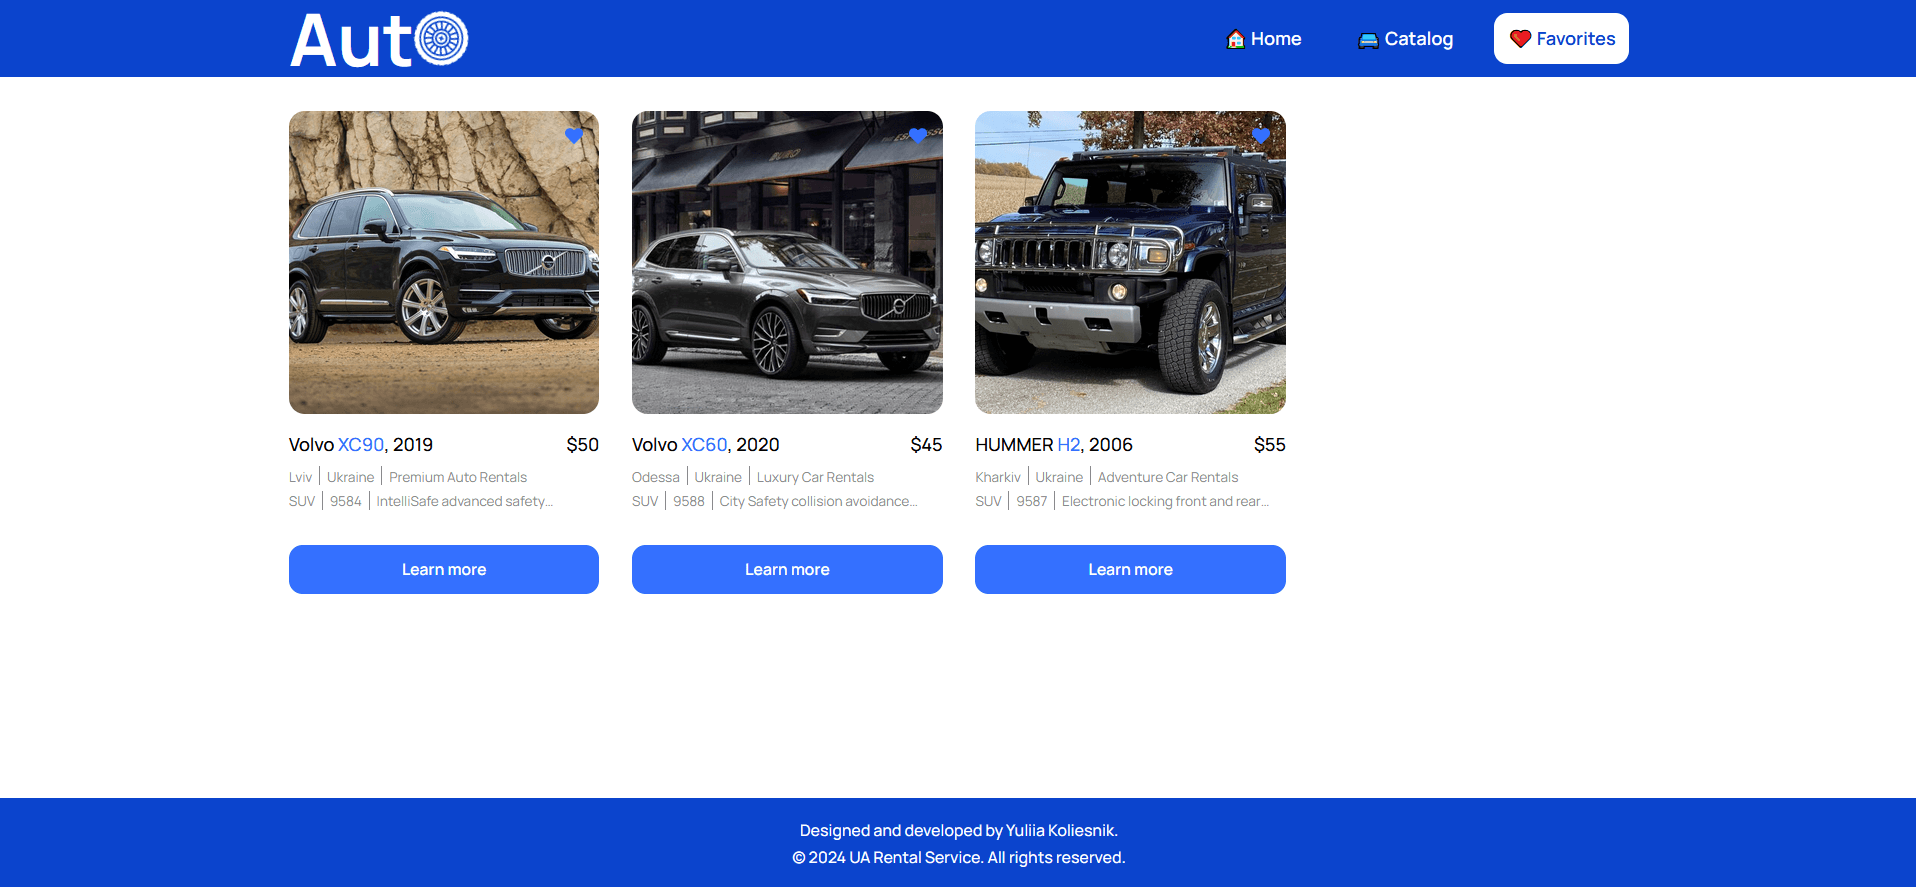 Auto
Home
Catalog
Favorites
Volvo XC90, 2019 $50
Lviv | Ukraine | Premium Auto Rentals
SUV | 9584 | IntelliSafe advanced safety...
Learn more
Volvo XC60, 2020 $45
Odessa | Ukraine | Luxury Car Rentals
SUV | 9588 | City Safety collision avoidance...
Learn more
HUMMER H2, 2006 $55
Kharkiv | Ukraine | Adventure Car Rentals
SUV | 9587 | Electronic locking front and rear...
Learn more
Designed and developed by Yuliia Koliesnik.
© 2024 UA Rental Service. All rights reserved.